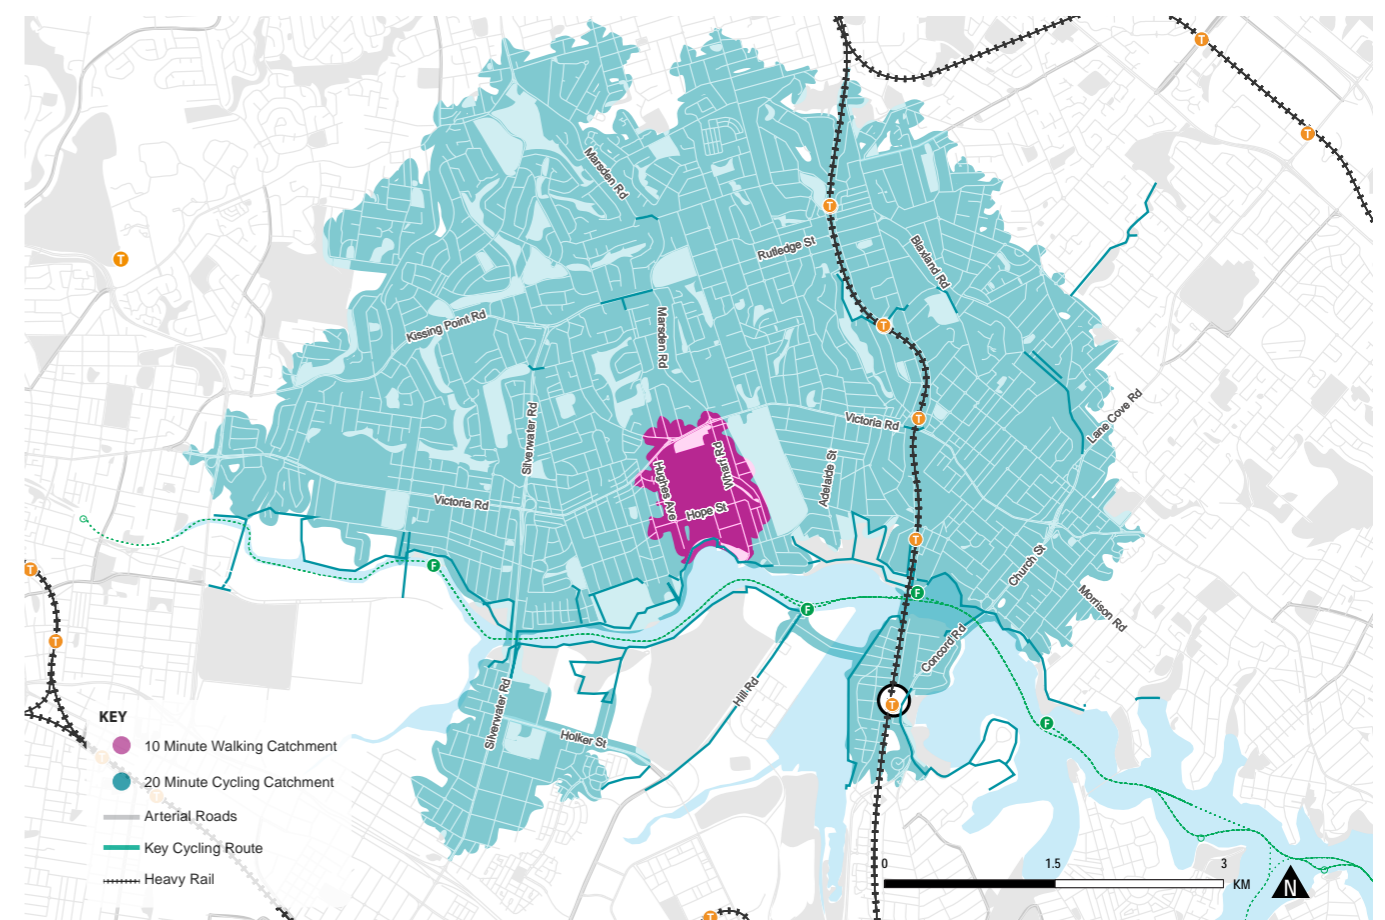 T
T
Marsden Rd
T
Rutledge St
Blaxland Rd
T
Kissing Point Rd
Marsden Rd
T
Lane Cove Rd
Silverwater Rd
Victoria Rd
T
Wharf Rd
Hughes Ave
Adelaide St
Victoria Rd
Hope St
T
Church St
F
T
F
Morrison Rd
F
T
Concord Rd
Hill Rd
Silverwater Rd
T
F
Holker St
KEY
10 Minute Walking Catchment
T
20 Minute Cycling Catchment
T
Arterial Roads
Key Cycling Route
Heavy Rail
0
1.5
3
KM
N
T